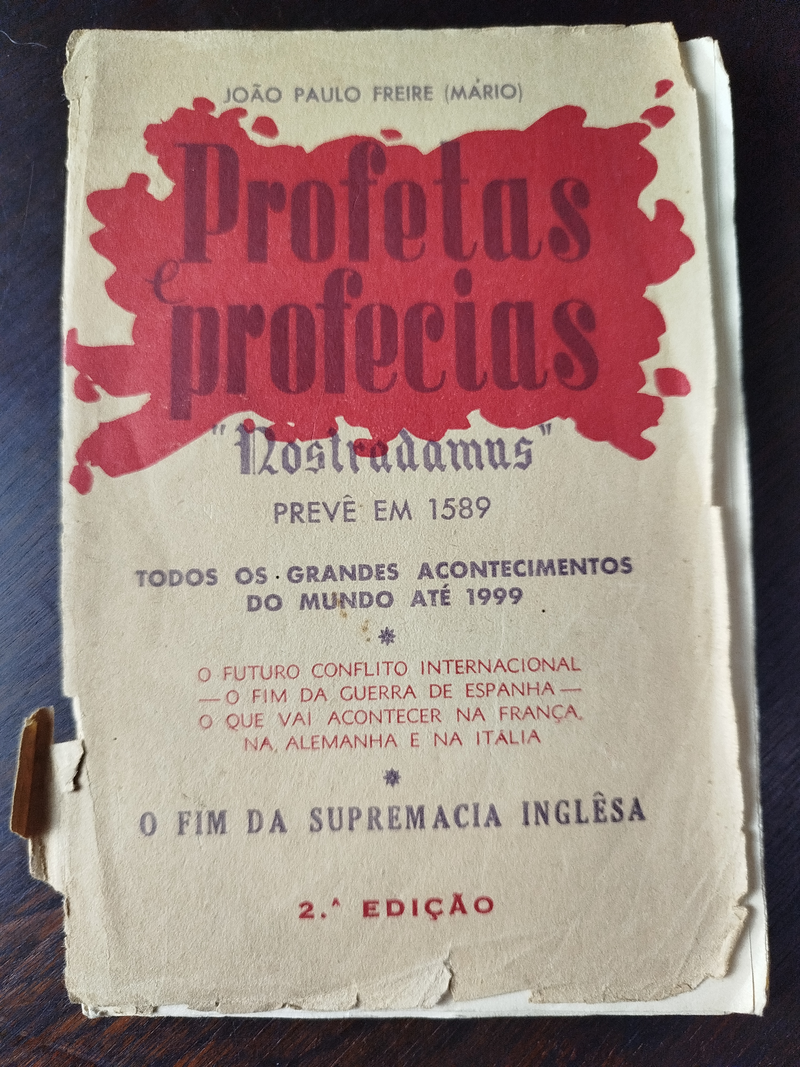 JOÃO PAULO FREIRE (MÁRIO)
Profetas
e
profecias
"Nostradamus"
PREVÊ EM 1589
TODOS OS GRANDES ACONTECIMENTOS
DO MUNDO ATÉ 1999
O FUTURO CONFLITO INTERNACIONAL
— O FIM DA GUERRA DE ESPANHA —
O QUE VAI ACONTECER NA FRANÇA,
NA, ALEMANHA E NA ITÁLIA
O FIM DA SUPREMACIA INGLÊSA
2.ª EDIÇÃO